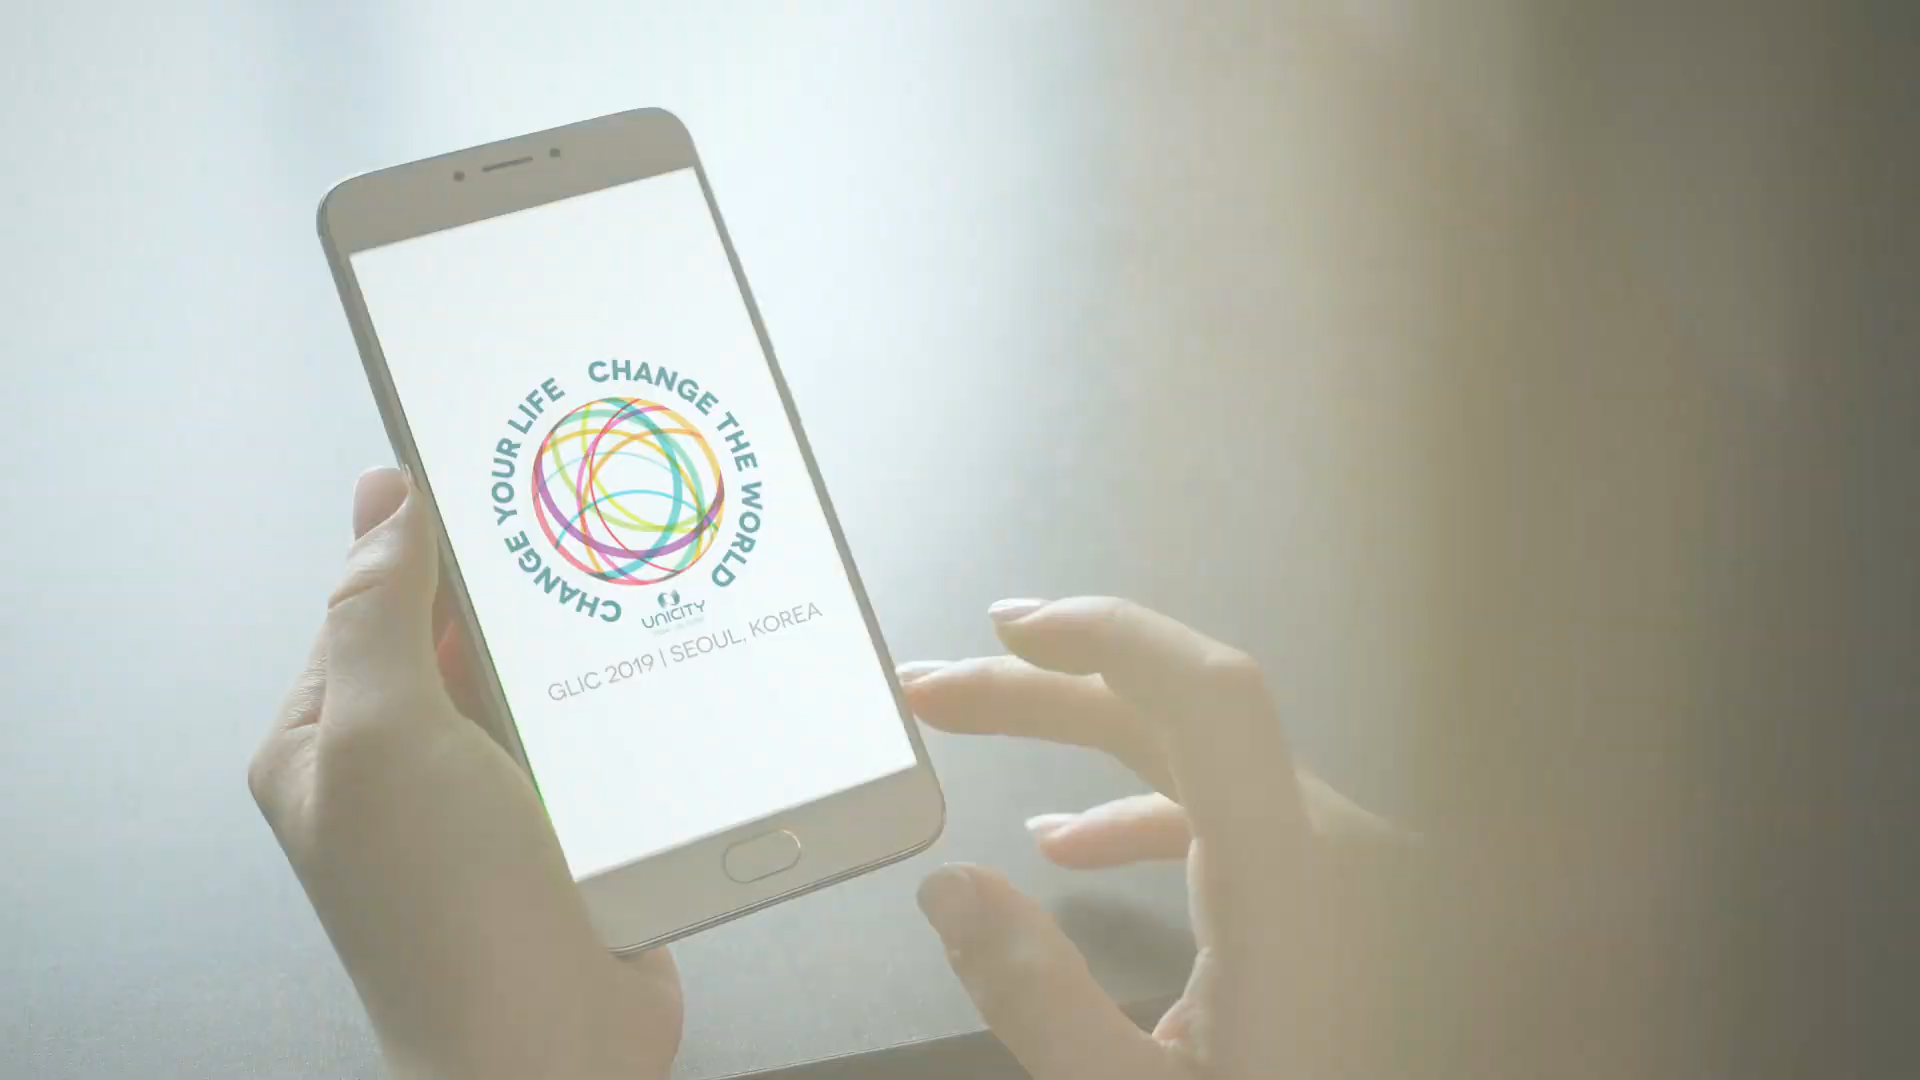 CHANGE YOUR LIFE CHANGE THE WORLD
UNICITY
GLIC 2019 | SEOUL, KOREA